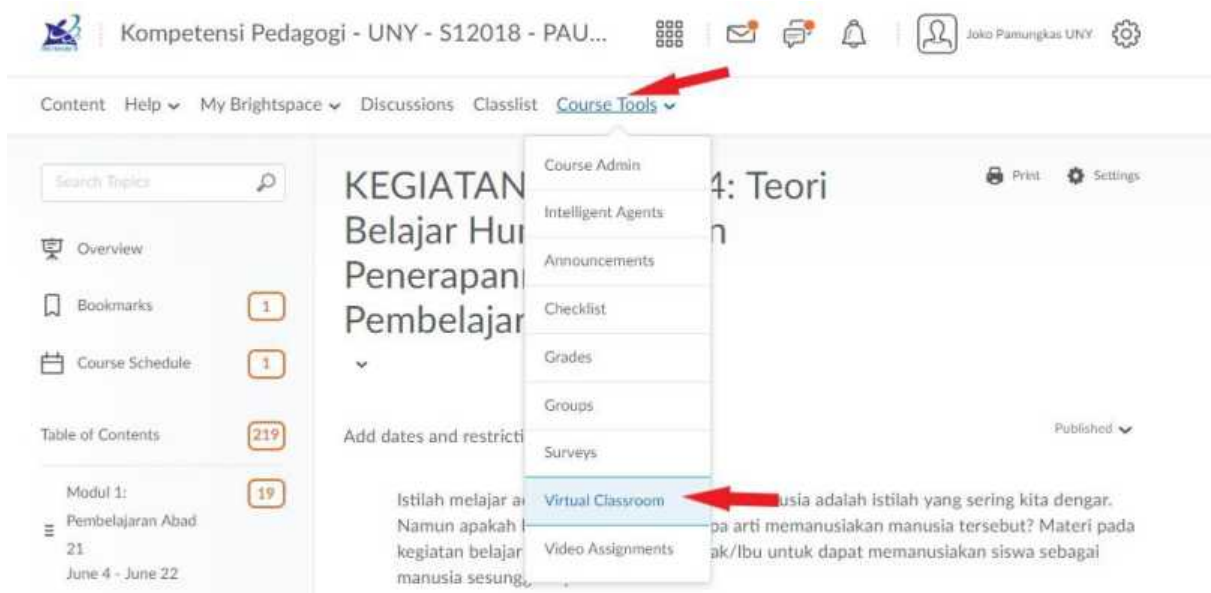 Kompetensi Pedagogi - UNY - S12018 - PAU...
Joko Pamungkas UNY
Content Help My Brightspace Discussions Classlist Course Tools
Search Topics
Overview
Bookmarks 1
Course Schedule 1
Table of Contents 219
Modul 1: 19
Pembelajaran Abad
21
June 4 - June 22
KEGIATAN 4: Teori
Belajar Hu n
Penerapan
Pembelajar
Print Settings
Add dates and restricti
Published
Course Admin
Intelligent Agents
Announcements
Checklist
Grades
Groups
Surveys
Virtual Classroom
Video Assignments
Istilah melajar a usia adalah istilah yang sering kita dengar.
Namun apakah pa arti memanusiakan manusia tersebut? Materi pada
kegiatan belajar ak/Ibu untuk dapat memanusiakan siswa sebagai
manusia sesung